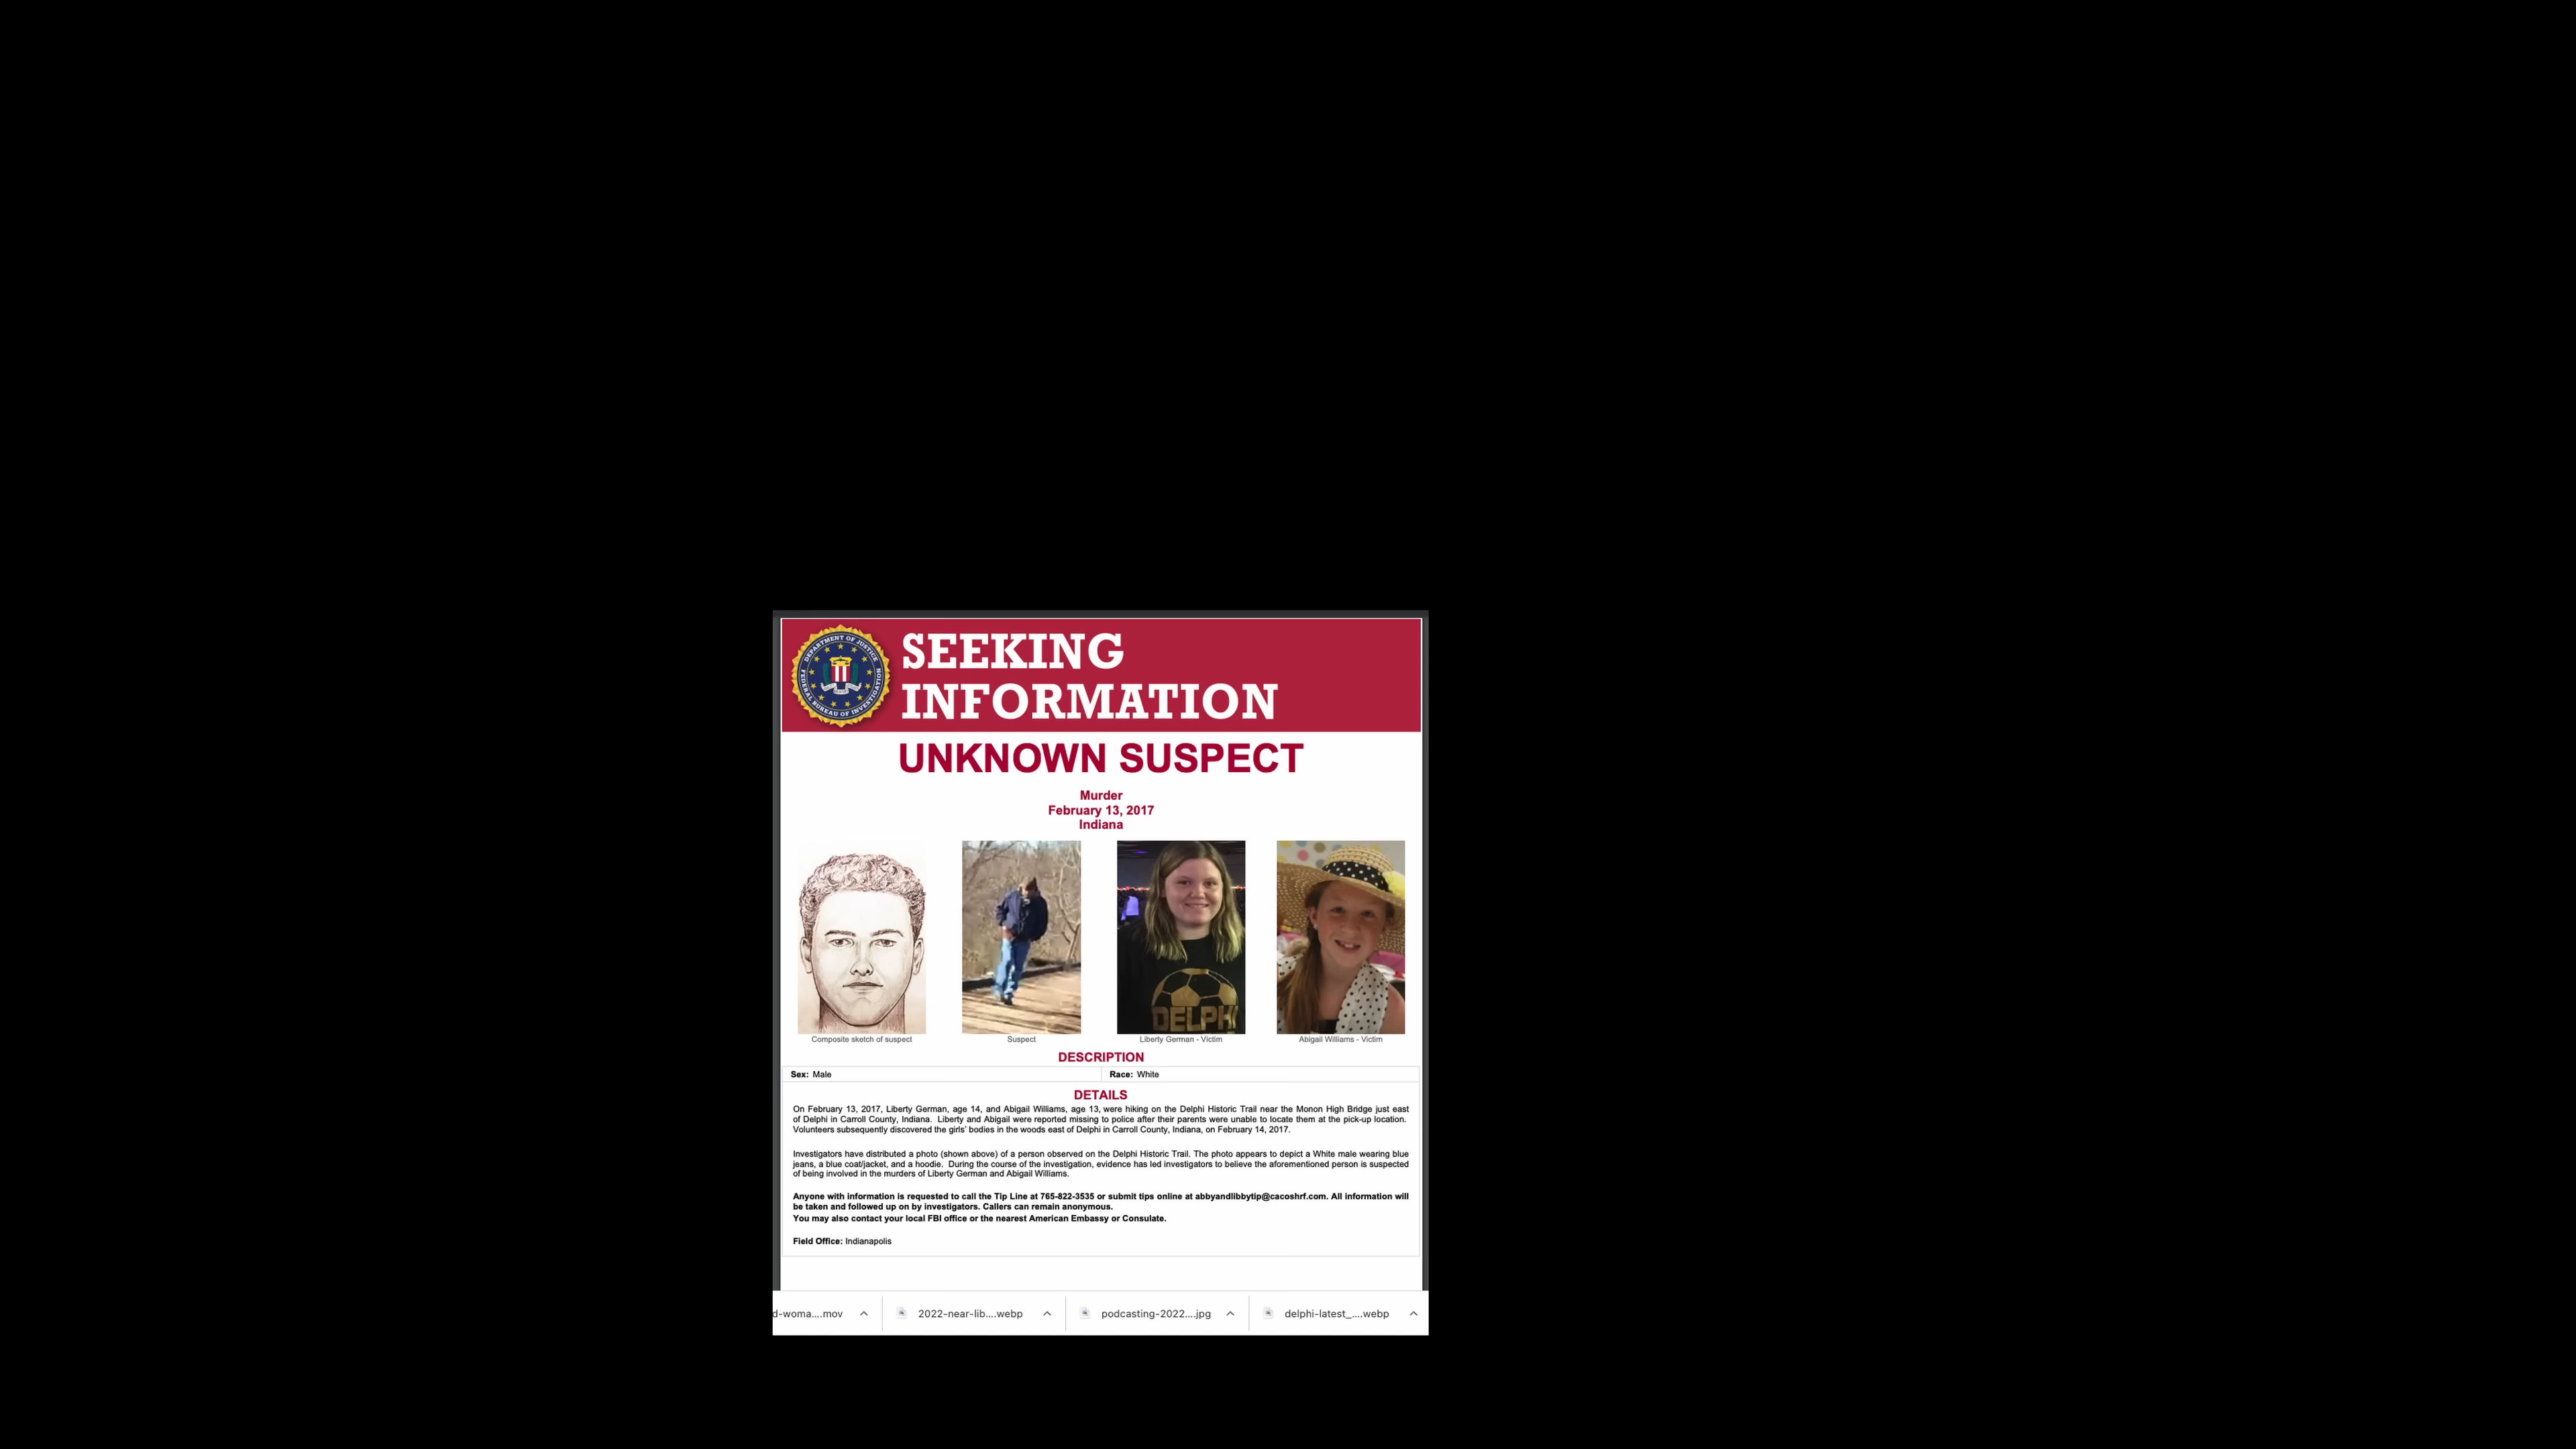 DEPARTMENT OF JUSTICE
FEDERAL BUREAU OF INVESTIGATION
SEEKING
INFORMATION
UNKNOWN SUSPECT
Murder
February 13, 2017
Indiana
DELPHI
Composite sketch of suspect
Suspect
Liberty German - Victim
Abigail Williams - Victim
DESCRIPTION
Sex: Male
Race: White
DETAILS
On February 13, 2017, Liberty German, age 14, and Abigail Williams, age 13, were hiking on the Delphi Historic Trail near the Monon High Bridge just east
of Delphi in Carroll County, Indiana. Liberty and Abigail were reported missing to police after their parents were unable to locate them at the pick-up location.
Volunteers subsequently discovered the girls' bodies in the woods east of Delphi in Carroll County, Indiana, on February 14, 2017.
Investigators have distributed a photo (shown above) of a person observed on the Delphi Historic Trail. The photo appears to depict a White male wearing blue
jeans, a blue coat/jacket, and a hoodie. During the course of the investigation, evidence has led investigators to believe the aforementioned person is suspected
of being involved in the murders of Liberty German and Abigail Williams.
Anyone with information is requested to call the Tip Line at 765-822-3535 or submit tips online at abbyandlibbytip@cacoshrf.com. All information will
be taken and followed up on by investigators. Callers can remain anonymous.
You may also contact your local FBI office or the nearest American Embassy or Consulate.
Field Office: Indianapolis
d-woma....mov
2022-near-lib....webp
podcasting-2022....jpg
delphi-latest_....webp